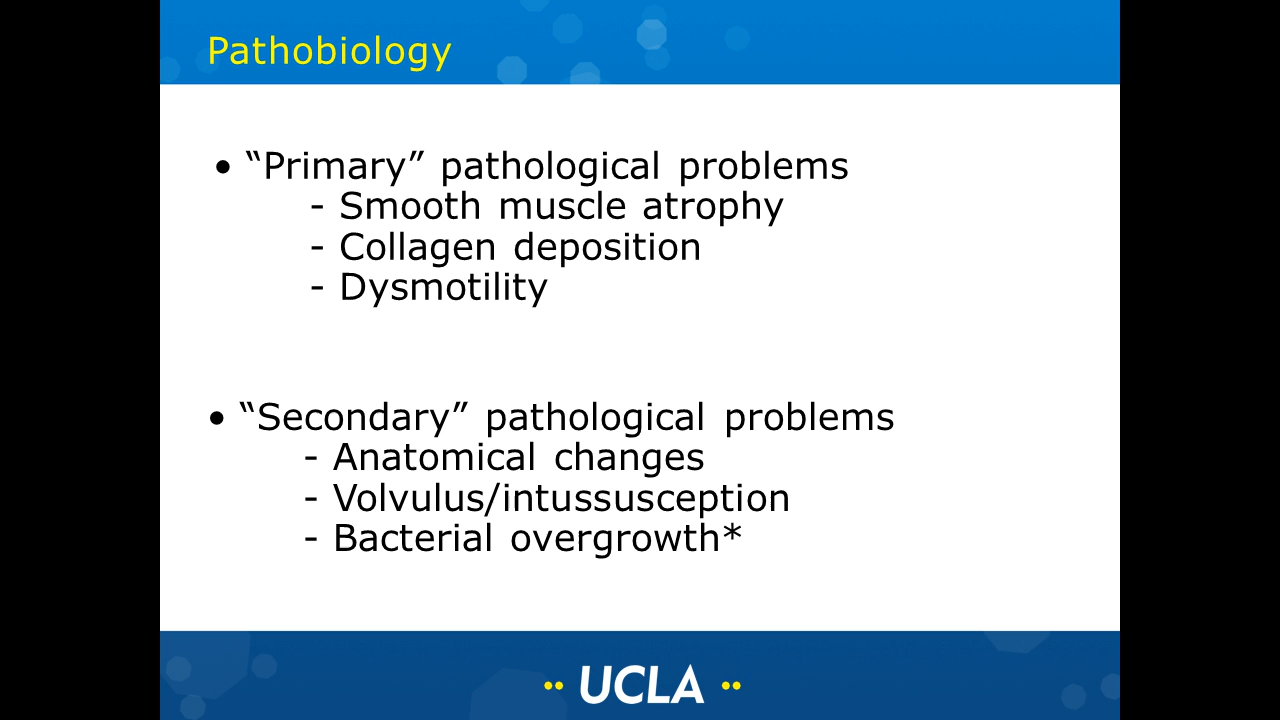 Pathobiology
• “Primary” pathological problems
- Smooth muscle atrophy
- Collagen deposition
- Dysmotility
• “Secondary” pathological problems
- Anatomical changes
- Volvulus/intussusception
- Bacterial overgrowth*
UCLA